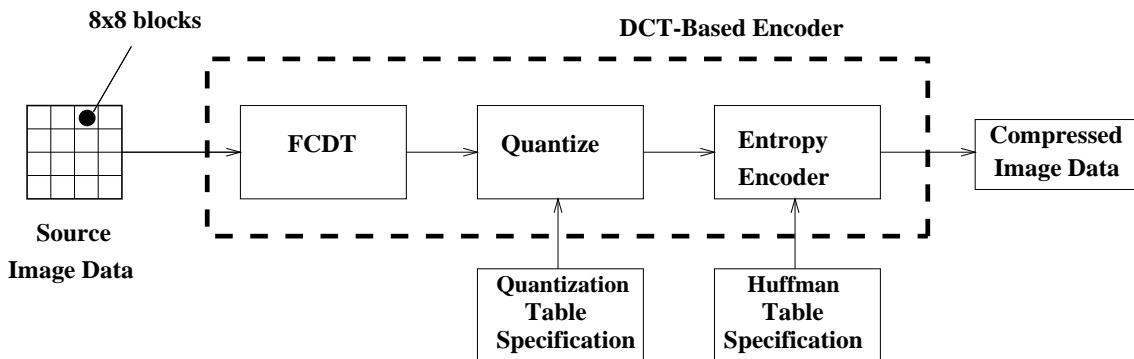 8x8 blocks
DCT-Based Encoder
FCDT
Quantize
Entropy
Encoder
Compressed
Image Data
Source
Image Data
Quantization
Table
Specification
Huffman
Table
Specification